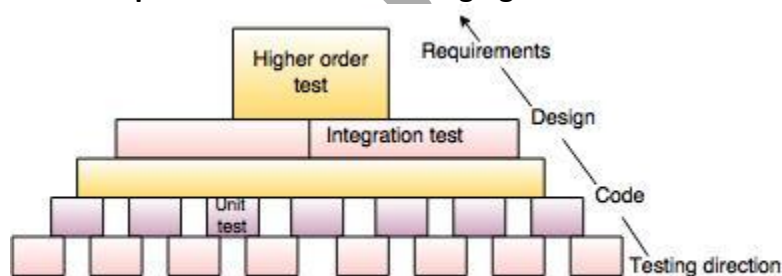 Higher order
test
Requirements
Integration test
Design
Unit
test
Code
Testing direction